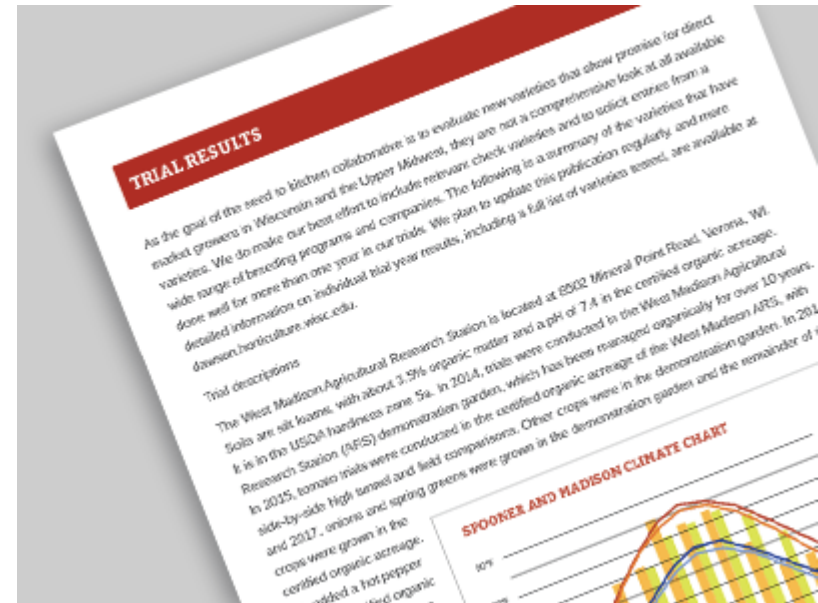 TRIAL RESULTS
As the goal of the seed to kitchen collaborative is to evaluate new varieties that show promise for direct
market growers in Wisconsin and the Upper Midwest, they are not a comprehensive look at all available
varieties. We do make our best effort to include relevant check varieties and to solicit entries from a
wide range of breeding programs and companies. The following is a summary of the varieties that have
done well for more than one year in our trials. We plan to update this publication regularly, and more
detailed information on individual trial year results, including a full list of varieties tested, are available at
dawson.horticulture.wisc.edu.
Trial descriptions
The West Madison Agricultural Research Station is located at 8502 Mineral Point Road, Verona, WI.
Soils are silt loams, with about 3.5% organic matter and a pH of 7.4 in the certified organic acreage.
It is in the USDA hardiness zone 5a. In 2014, trials were conducted in the West Madison Agricultural
Research Station (ARS) demonstration garden, which has been managed organically for over 10 years.
In 2015, tomato trials were conducted in the certified organic acreage of the West Madison ARS, with
side-by-side high tunnel and field comparisons. Other crops were in the demonstration garden. In 201
and 2017, onions and spring greens were grown in the demonstration garden and the remainder of
crops were grown in the
certified organic acreage.
added a hot pepper
organic
SPOONER AND MADISON CLIMATE CHART